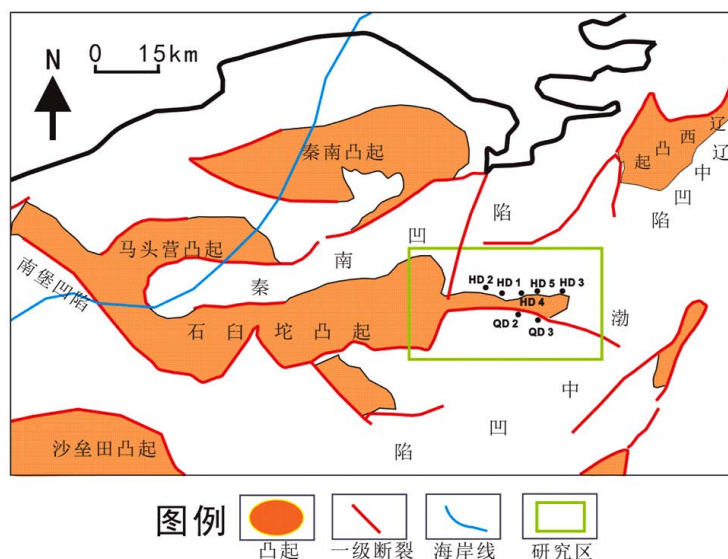 N
0 15km
秦南凸起
辽西凸起
辽中凹陷
马头营凸起
秦南凹陷
南堡凹陷
石臼坨凸起
HD 2
HD 1
HD 5
HD 3
HD 4
QD 2
QD 3
渤中凹陷
沙垒田凸起
图例
凸起
一级断裂
海岸线
研究区